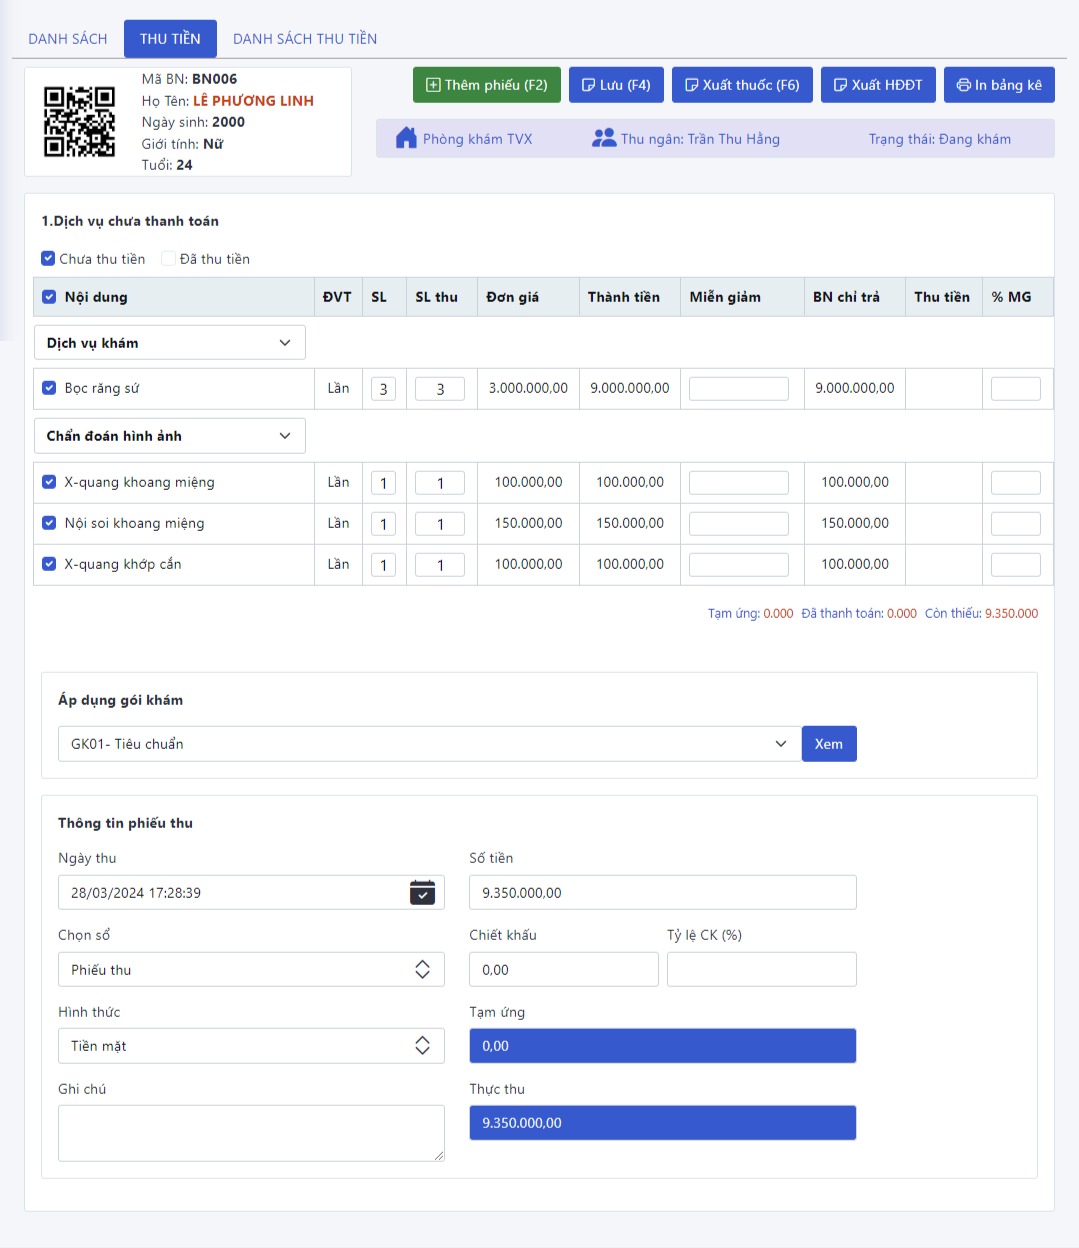 DANH SÁCH THU TIỀN DANH SÁCH THU TIỀN
Mã BN: BN006
Họ Tên: LÊ PHƯƠNG LINH
Ngày sinh: 2000
Giới tính: Nữ
Tuổi: 24
Thêm phiếu (F2) Lưu (F4) Xuất thuốc (F6) Xuất HĐĐT In bảng kê
Phòng khám TVX Thu ngân: Trần Thu Hằng Trạng thái: Đang khám
1.Dịch vụ chưa thanh toán
Chưa thu tiền Đã thu tiền
Nội dung ĐVT SL SL thu Đơn giá Thành tiền Miễn giảm BN chỉ trả Thu tiền % MG
Dịch vụ khám
Bọc răng sứ Lần 3 3 3.000.000,00 9.000.000,00 9.000.000,00
Chẩn đoán hình ảnh
X-quang khoang miệng Lần 1 1 100.000,00 100.000,00 100.000,00
Nội soi khoang miệng Lần 1 1 150.000,00 150.000,00 150.000,00
X-quang khớp cắn Lần 1 1 100.000,00 100.000,00 100.000,00
Tạm ứng: 0.000 Đã thanh toán: 0.000 Còn thiếu: 9.350.000
Áp dụng gói khám
GK01- Tiêu chuẩn Xem
Thông tin phiếu thu
Ngày thu Số tiền
28/03/2024 17:28:39 9.350.000,00
Chọn sổ Chiết khấu Tỷ lệ CK (%)
Phiếu thu 0,00
Hình thức Tạm ứng
Tiền mặt 0,00
Ghi chú Thực thu
9.350.000,00